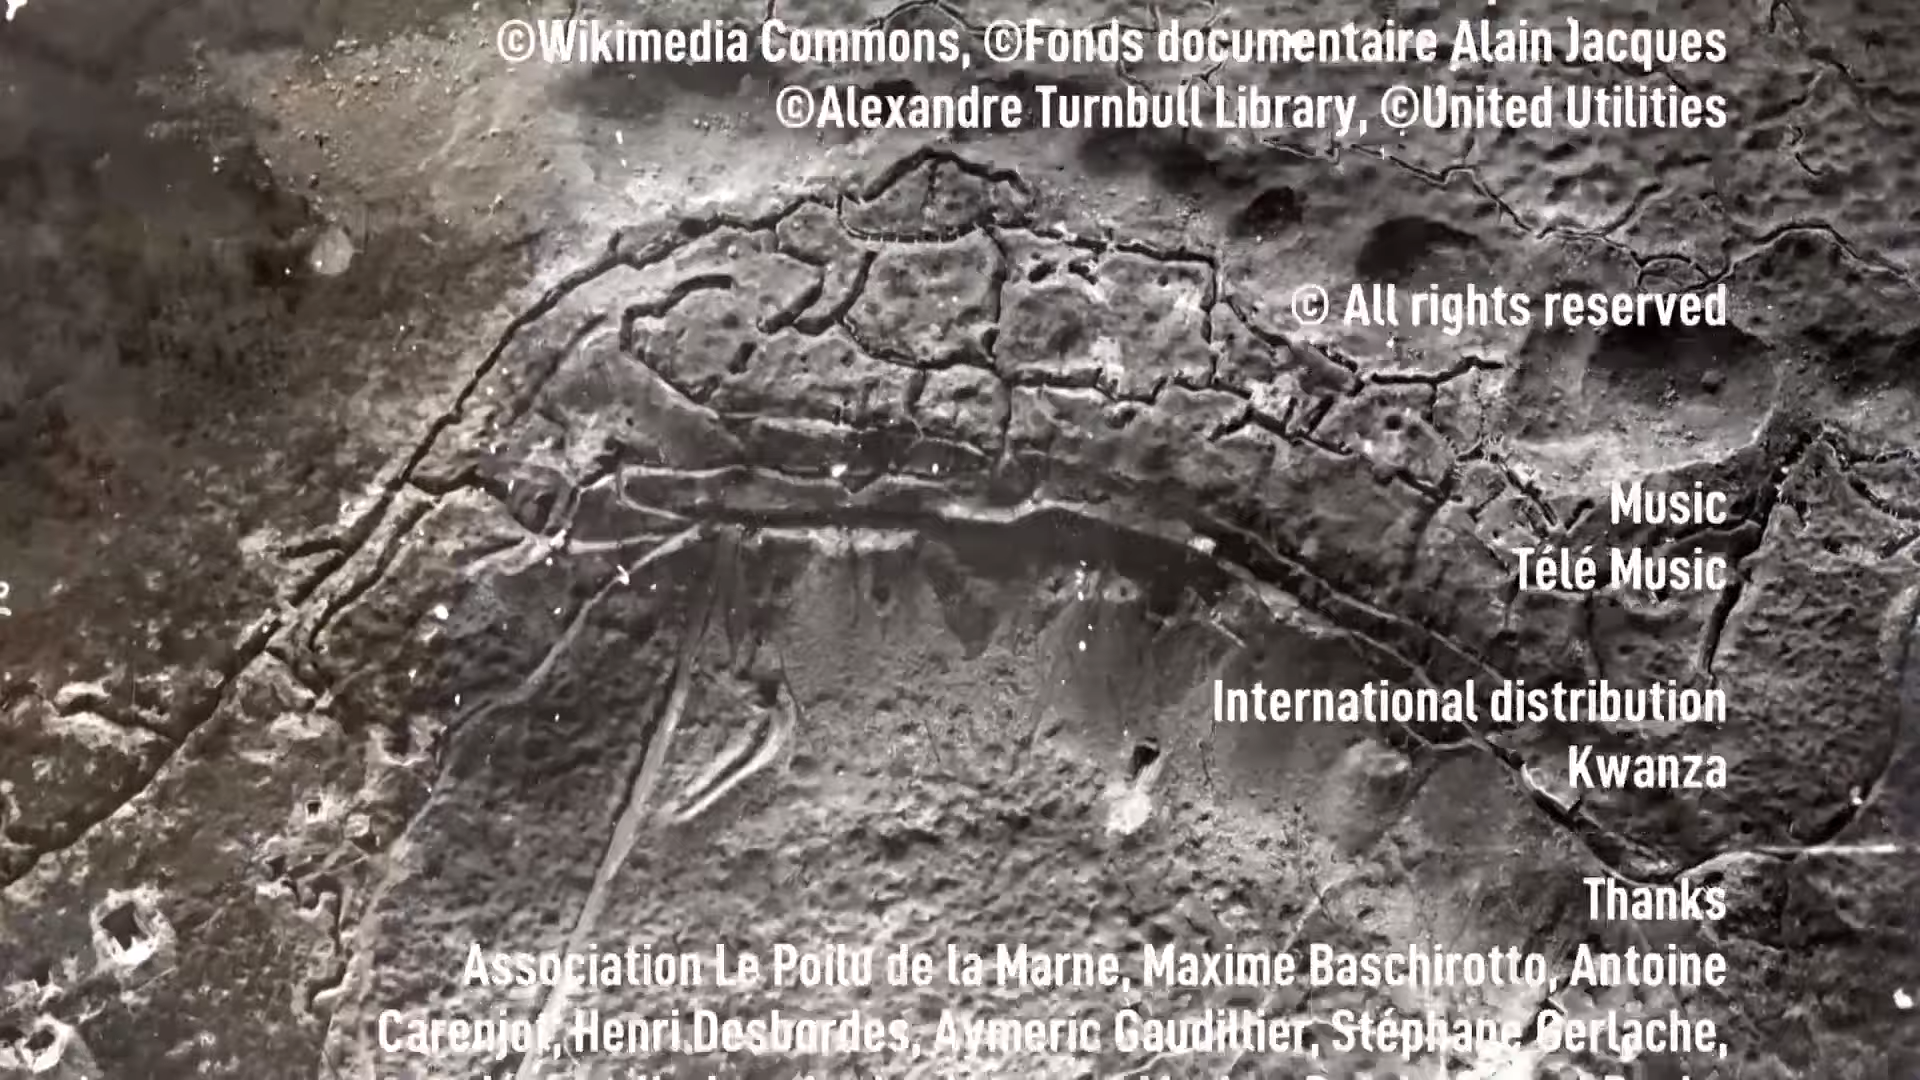 ©Wikimedia Commons, ©Fonds documentaire Alain Jacques
©Alexandre Turnbull Library, ©United Utilities
© All rights reserved
Music
Télé Music
International distribution
Kwanza
Thanks
Association Le Poilu de la Marne, Maxime Baschirotto, Antoine
Carenjot, Henri Desbordes, Aymeric Gaudillier, Stéphane Gerlache,